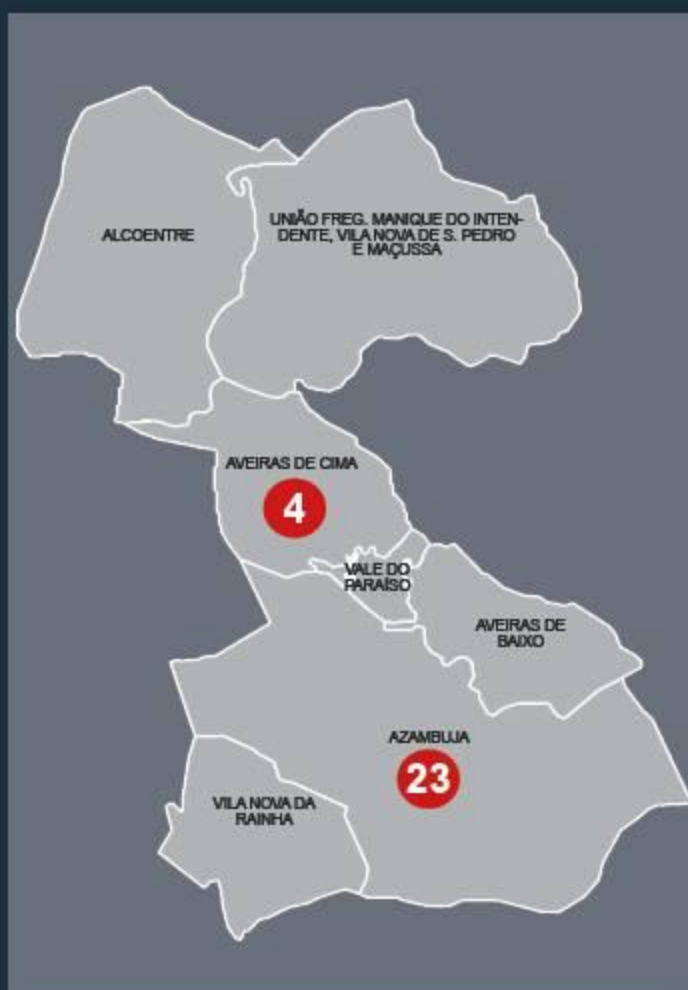 ALCOENTRE
UNIÃO FREG. MANIQUE DO INTEN-
DENTE, VILA NOVA DE S. PEDRO
E MAÇUSSA
AVEIRAS DE CIMA
4
VALE DO
PARAÍSO
AVEIRAS DE
BAIXO
AZAMBUJA
23
VILA NOVA DA
RAINHA